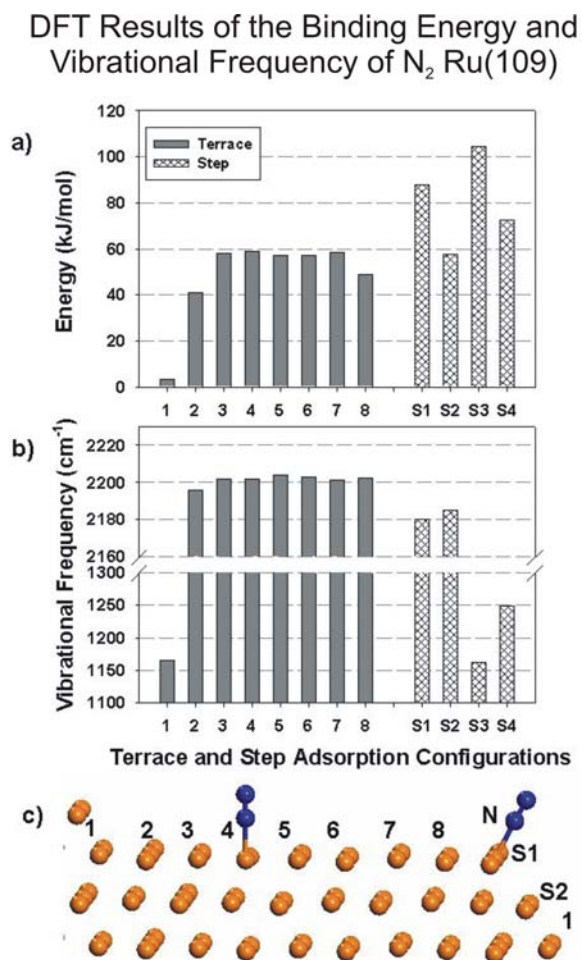 DFT Results of the Binding Energy and
Vibrational Frequency of N₂ Ru(109)
a)
Energy (kJ/mol)
120
100
80
60
40
20
0
Terrace
Step
1 2 3 4 5 6 7 8 S1 S2 S3 S4
b)
Vibrational Frequency (cm⁻¹)
2220
2200
2180
2160
1300
1250
1200
1150
1100
1 2 3 4 5 6 7 8 S1 S2 S3 S4
Terrace and Step Adsorption Configurations
c)
1 2 3 4 5 6 7 8 N S1
S2
1